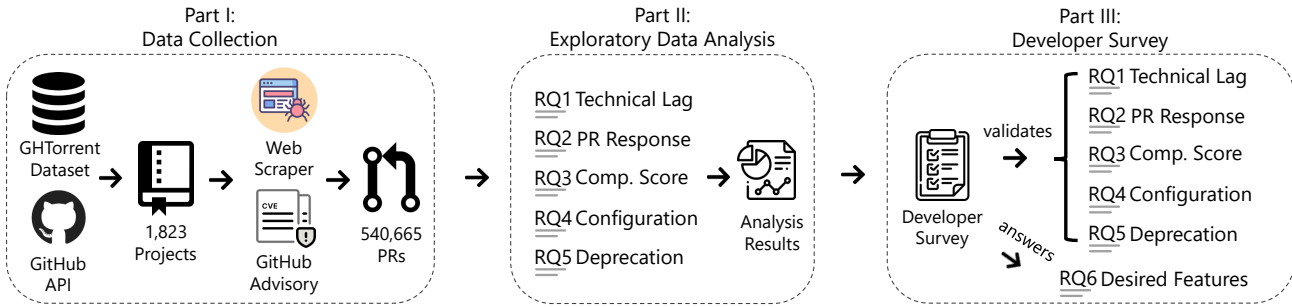 Part I:
Data Collection
GHTorrent
Dataset
GitHub
API
1,823
Projects
Web
Scraper
CVE
GitHub
Advisory
540,665
PRs
Part II:
Exploratory Data Analysis
RQ1 Technical Lag
RQ2 PR Response
RQ3 Comp. Score
RQ4 Configuration
RQ5 Deprecation
Analysis
Results
Part III:
Developer Survey
Developer
Survey
validates
answers
RQ1 Technical Lag
RQ2 PR Response
RQ3 Comp. Score
RQ4 Configuration
RQ5 Deprecation
RQ6 Desired Features